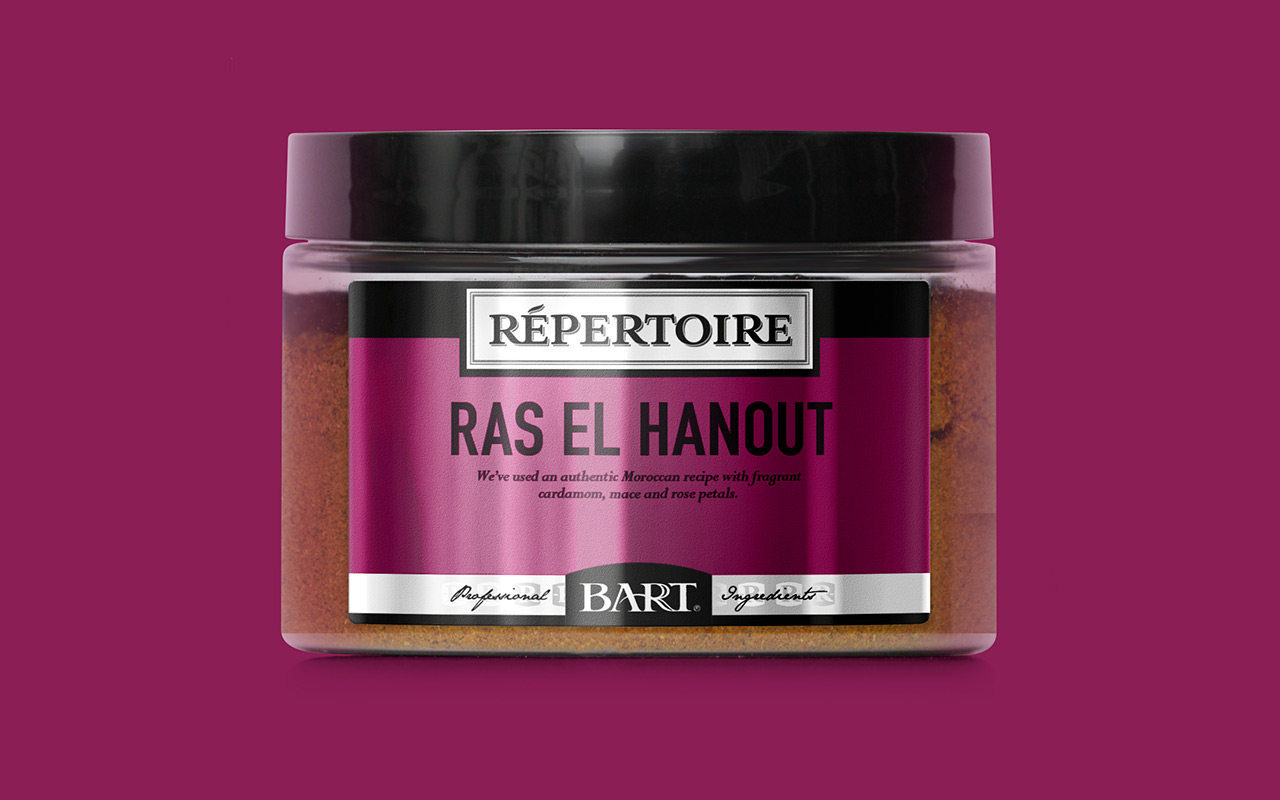 RÉPERTOIRE
RAS EL HANOUT
We've used an authentic Moroccan recipe with fragrant
cardamom, mace and rose petals.
Professional BART® Ingredients